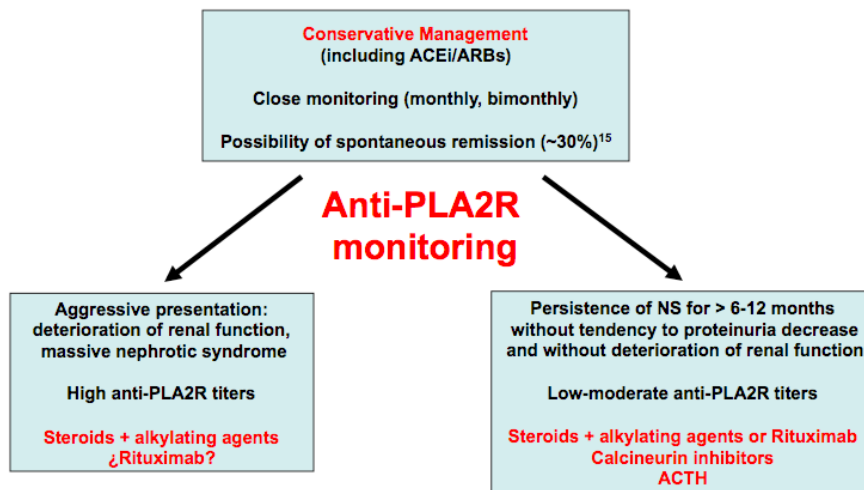 Conservative Management
(including ACEi/ARBs)
Close monitoring (monthly, bimonthly)
Possibility of spontaneous remission (~30%)¹⁵
Anti-PLA2R
monitoring
Aggressive presentation:
deterioration of renal function,
massive nephrotic syndrome
High anti-PLA2R titers
Steroids + alkylating agents
¿Rituximab?
Persistence of NS for > 6-12 months
without tendency to proteinuria decrease
and without deterioration of renal function
Low-moderate anti-PLA2R titers
Steroids + alkylating agents or Rituximab
Calcineurin inhibitors
ACTH